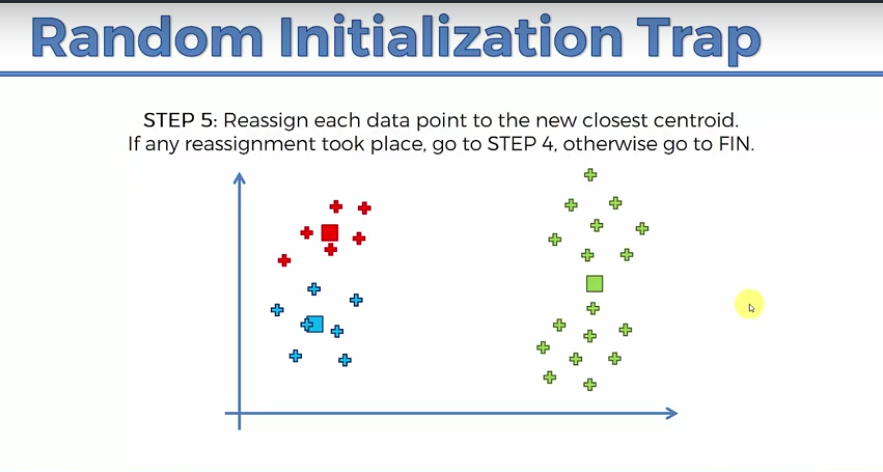 Random Initialization Trap
STEP 5: Reassign each data point to the new closest centroid.
If any reassignment took place, go to STEP 4, otherwise go to FIN.